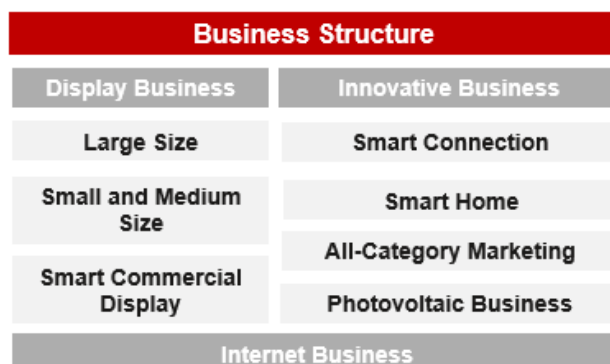 Business Structure
Display Business
Innovative Business
Large Size
Smart Connection
Small and Medium
Size
Smart Home
All-Category Marketing
Smart Commercial
Display
Photovoltaic Business
Internet Business